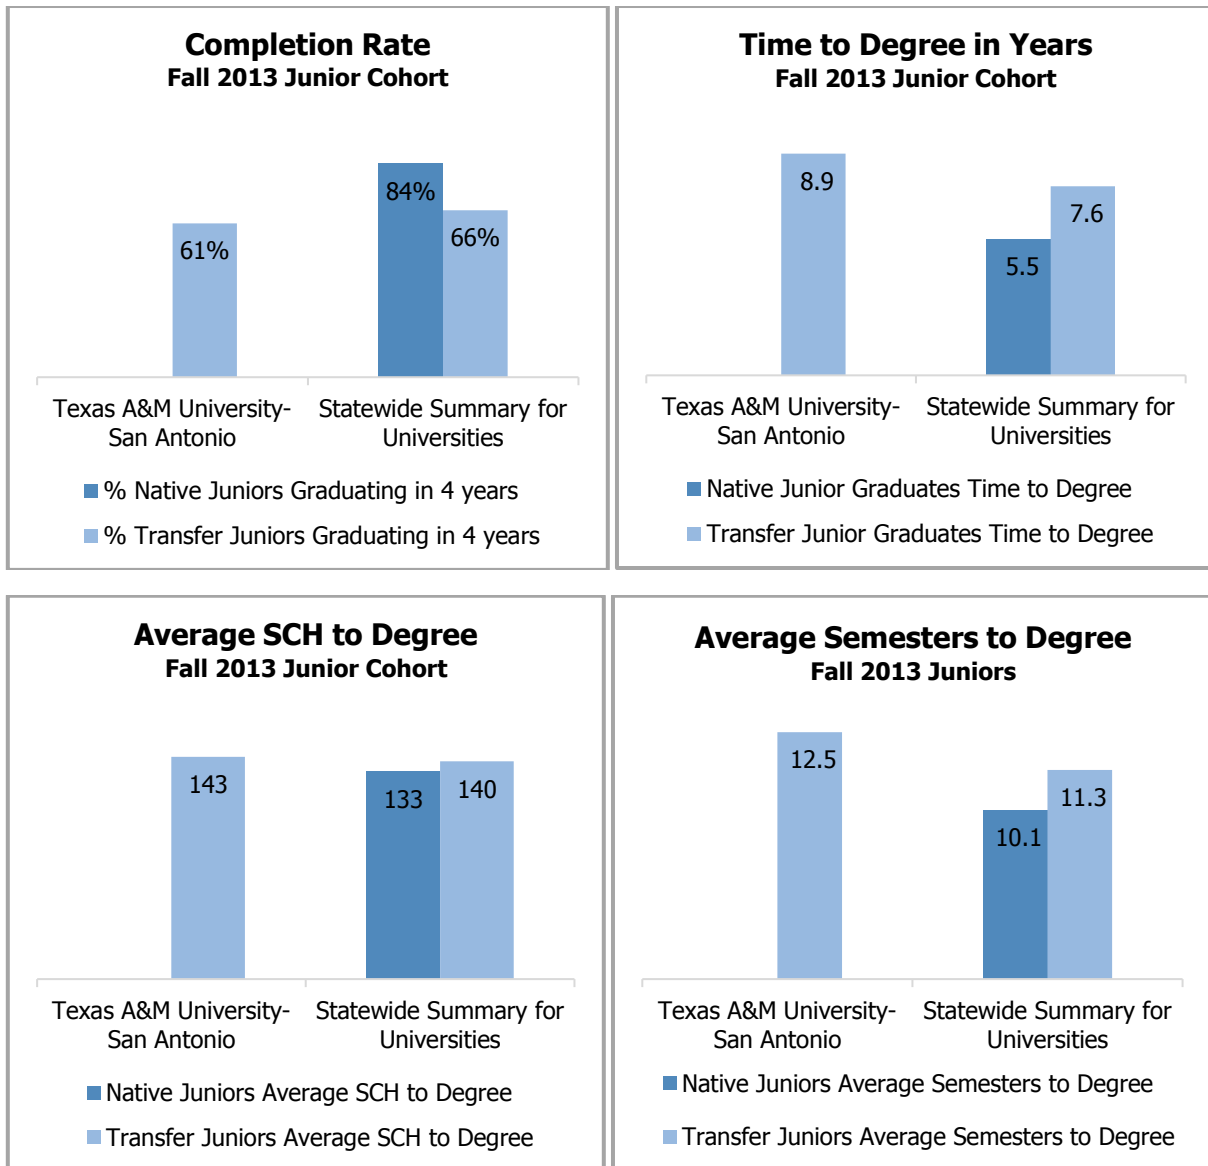 Completion Rate
Fall 2013 Junior Cohort
84%
61%
66%
Texas A&M University-
San Antonio
Statewide Summary for
Universities
% Native Juniors Graduating in 4 years
% Transfer Juniors Graduating in 4 years
Time to Degree in Years
Fall 2013 Junior Cohort
8.9
5.5
7.6
Texas A&M University-
San Antonio
Statewide Summary for
Universities
Native Junior Graduates Time to Degree
Transfer Junior Graduates Time to Degree
Average SCH to Degree
Fall 2013 Junior Cohort
143
133
140
Texas A&M University-
San Antonio
Statewide Summary for
Universities
Native Juniors Average SCH to Degree
Transfer Juniors Average SCH to Degree
Average Semesters to Degree
Fall 2013 Juniors
12.5
10.1
11.3
Texas A&M University-
San Antonio
Statewide Summary for
Universities
Native Juniors Average Semesters to Degree
Transfer Juniors Average Semesters to Degree